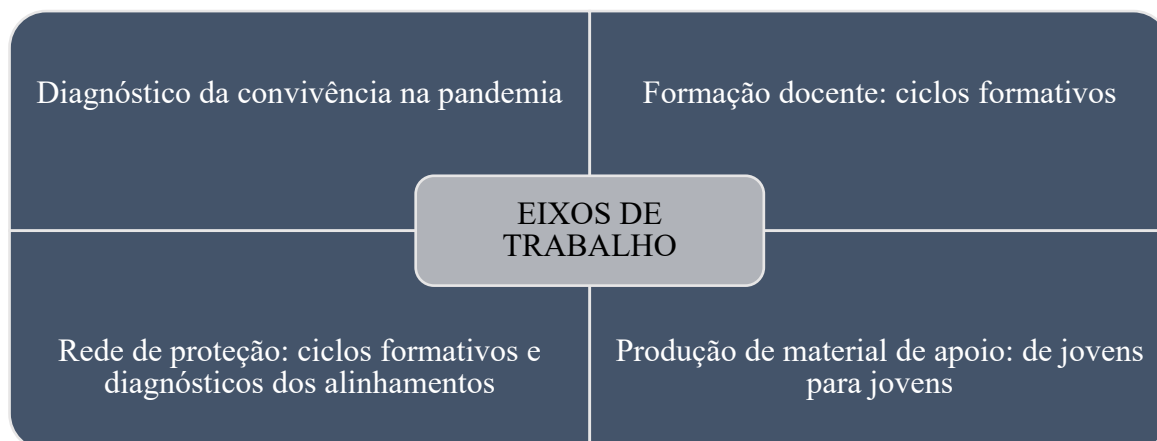 Diagnóstico da convivência na pandemia
Formação docente: ciclos formativos
EIXOS DE
TRABALHO
Rede de proteção: ciclos formativos e
diagnósticos dos alinhamentos
Produção de material de apoio: de jovens
para jovens